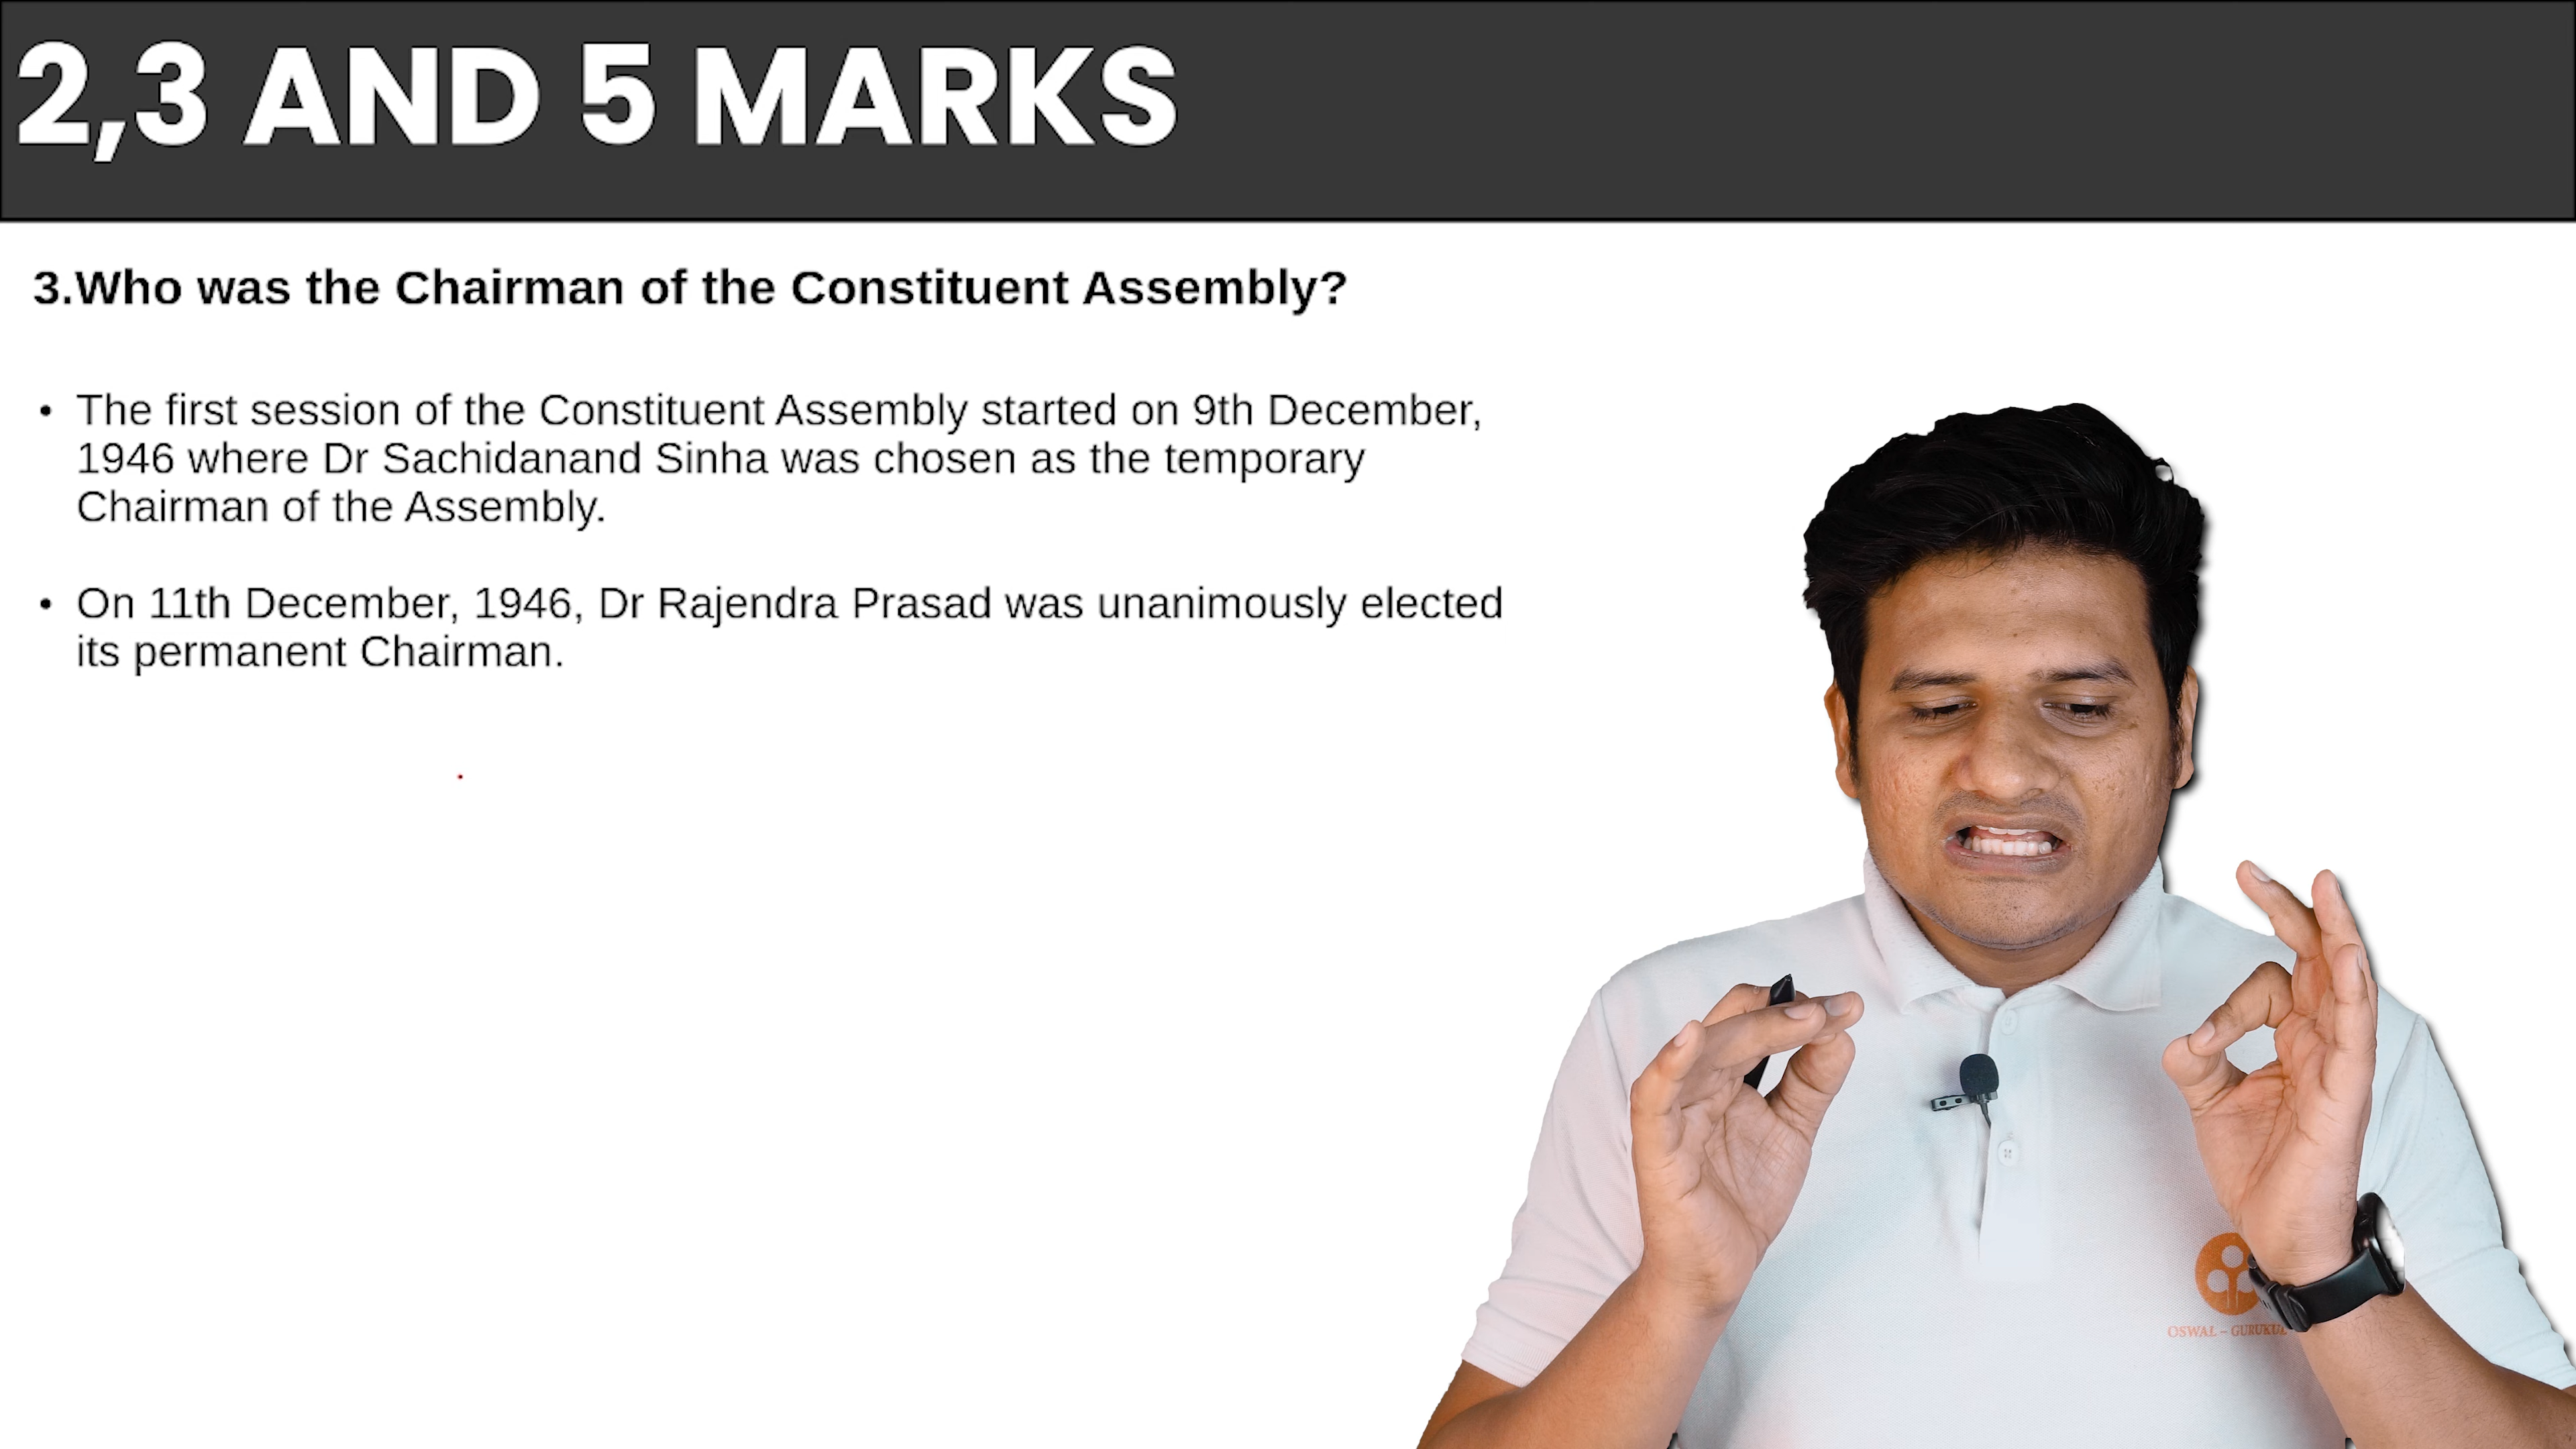 2,3 AND 5 MARKS
3.Who was the Chairman of the Constituent Assembly?
• The first session of the Constituent Assembly started on 9th December,
1946 where Dr Sachidanand Sinha was chosen as the temporary
Chairman of the Assembly.
• On 11th December, 1946, Dr Rajendra Prasad was unanimously elected
its permanent Chairman.
OSWAL – GURUKUL